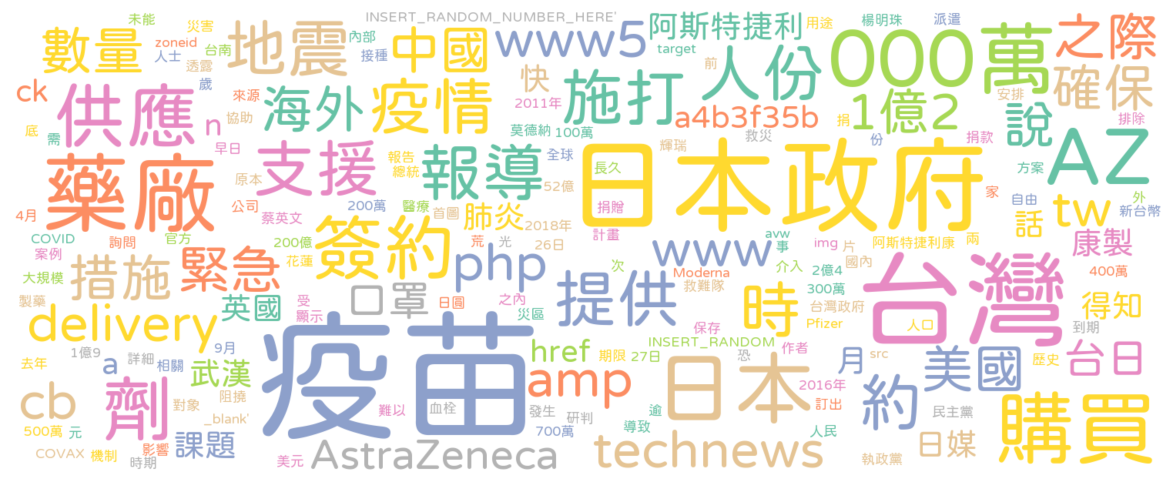 未能
災害
INSERT_RANDOM_NUMBER_HERE'
用途
楊明珠
派遣
數量
zoneid
人士
台南
地震
內部
接種
中國
www5
阿斯特捷利
target
000萬
之際
透露
歲
快
前
人份
安排
確保
ck
供應
n
來源
協助
海外
疫情
2011年
施打
a4b3f35b
1億2
捐
說
排除
底
需
早日
莫德納
100萬
救災
份
捐款
AZ
藥廠
原本
支援
報告
總統
報導
全球
輝瑞
長久
日本政府
方案
家
自由
外
新台幣
4月
公司
蔡英文
200萬
醫療
首圖
52億
肺炎
2018年
捐贈
計畫
話
tw
COVID
案例
詢問
官方
200億
花蓮
簽約
荒
光
26日
www
avw
事
img
片
阿斯特捷利康
兩
康製
大規模
措施
緊急
php
次
Moderna
救難隊
介入
2億4
300萬
國內
台灣
400萬
製藥
英國
受
顯示
口罩
日圓
之內
災區
提供
保存
時
台灣政府
Pfizer
人口
到期
得知
delivery
疫苗
href
期限
27日
INSERT_RANDOM
恐
作者
月
src
美國
歷史
台日
去年
1億9
a
詳細
相關
9月
武漢
amp
日本
2016年
訂出
約
cb
劑
對象
阻撓
_blank'
難以
血栓
發生
研判
逾
導致
人民
民主黨
購買
500萬
元
影響
課題
700萬
COVAX
機制
時期
美元
AstraZeneca
technews
執政黨
日媒